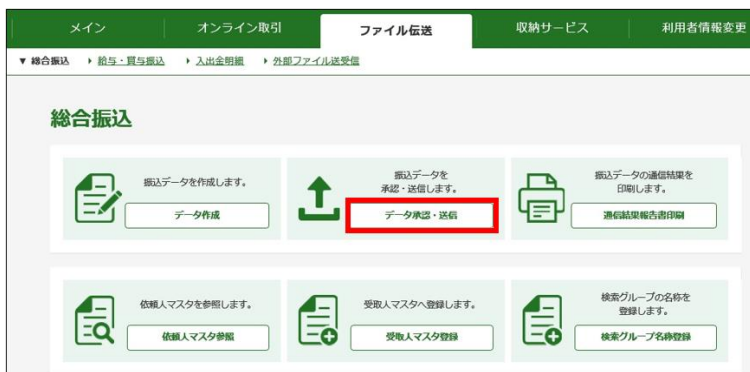 メイン オンライン取引 ファイル伝送 収納サービス 利用者情報変更
▼ 総合振込 ▶ 給与・賞与振込 ▶ 入出金明細 ▶ 外部ファイル送受信
総合振込
振込データを作成します。
データ作成
振込データを
承認・送信します。
データ承認・送信
振込データの通信結果を
印刷します。
通信結果報告書印刷
依頼人マスタを参照します。
依頼人マスタ参照
受取人マスタへ登録します。
受取人マスタ登録
検索グループの名称を
登録します。
検索グループ名称登録